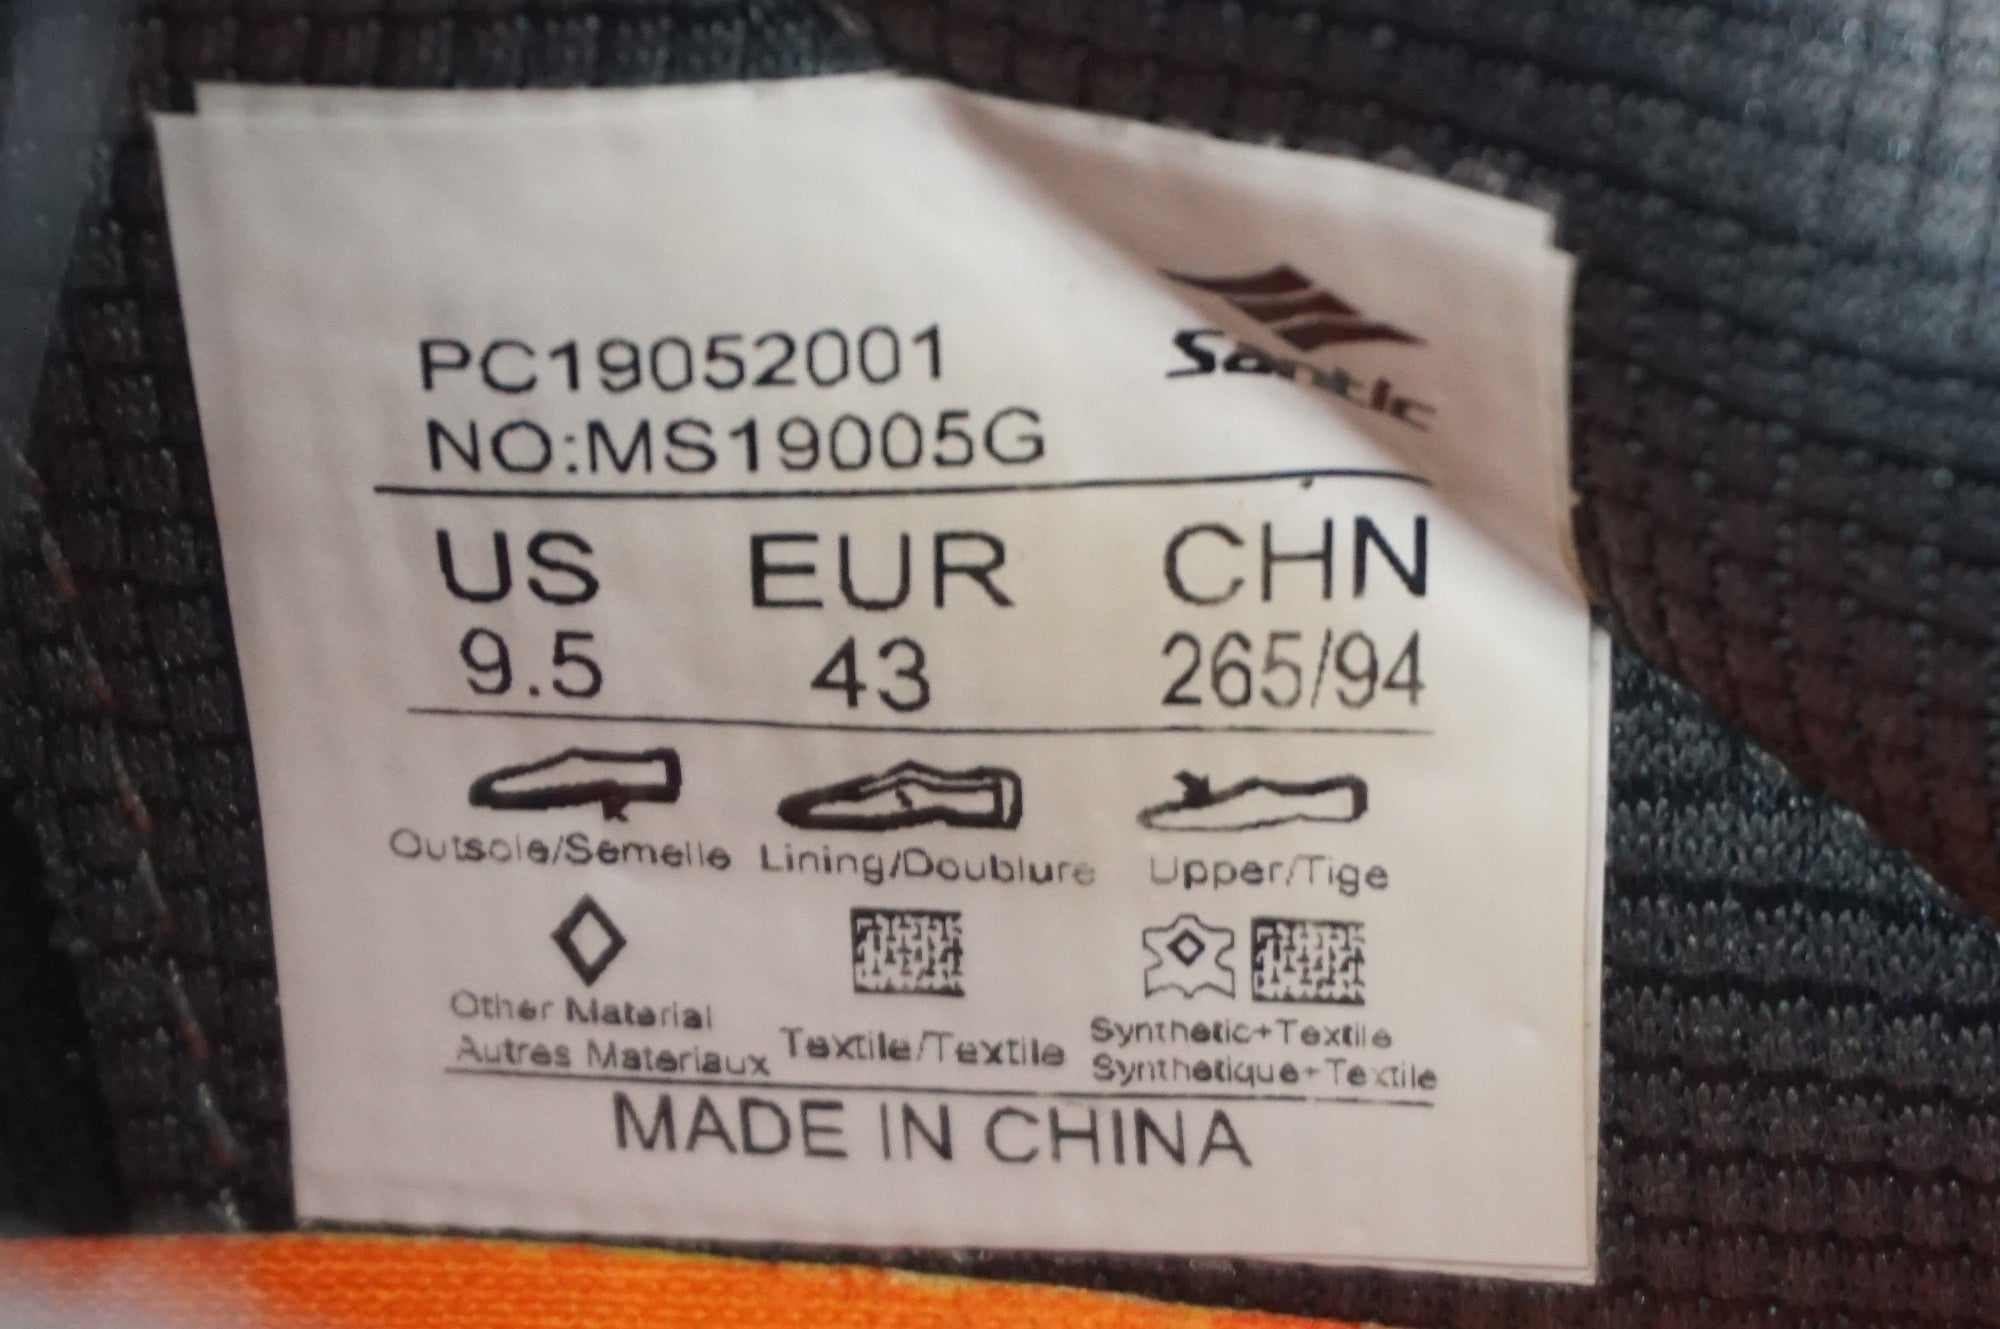 Santic
PC19052001
NO:MS19005G
US EUR CHN
9.5 43 265/94
Outsole/Semelle Lining/Doublure Upper/Tige
Other Material
Autres Materiaux
Textile/Textile
Synthetic+Textile
Synthetique+Textile
MADE IN CHINA